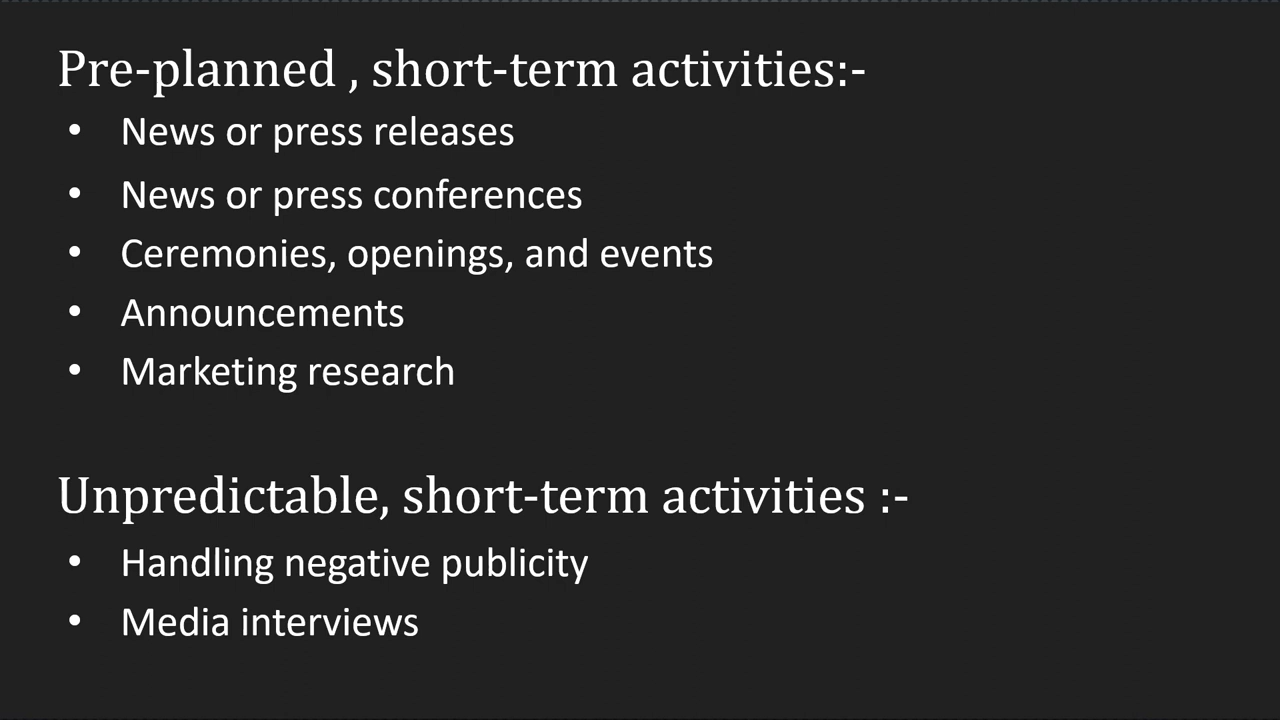 Pre-planned , short-term activities:-
• News or press releases
• News or press conferences
• Ceremonies, openings, and events
• Announcements
• Marketing research
Unpredictable, short-term activities :-
• Handling negative publicity
• Media interviews